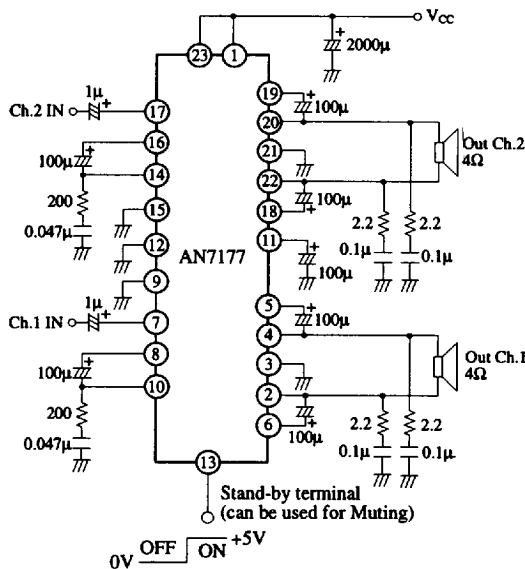 VCC
23 1
+
2000μ
19
+
100μ
20
Out Ch.2
4Ω
21
22
100μ
+
18
2.2 2.2
0.1μ 0.1μ
11
+
100μ
1μ
Ch.2 IN
+
17
16
+
100μ
14
200
0.047μ
15
12
AN7177
9
1μ
Ch.1 IN
+
7
8
+
100μ
10
200
0.047μ
5
+
100μ
4
Out Ch.1
4Ω
3
2
+
100μ
6
2.2 2.2
0.1μ 0.1μ
13
Stand-by terminal
(can be used for Muting)
0V OFF ON +5V